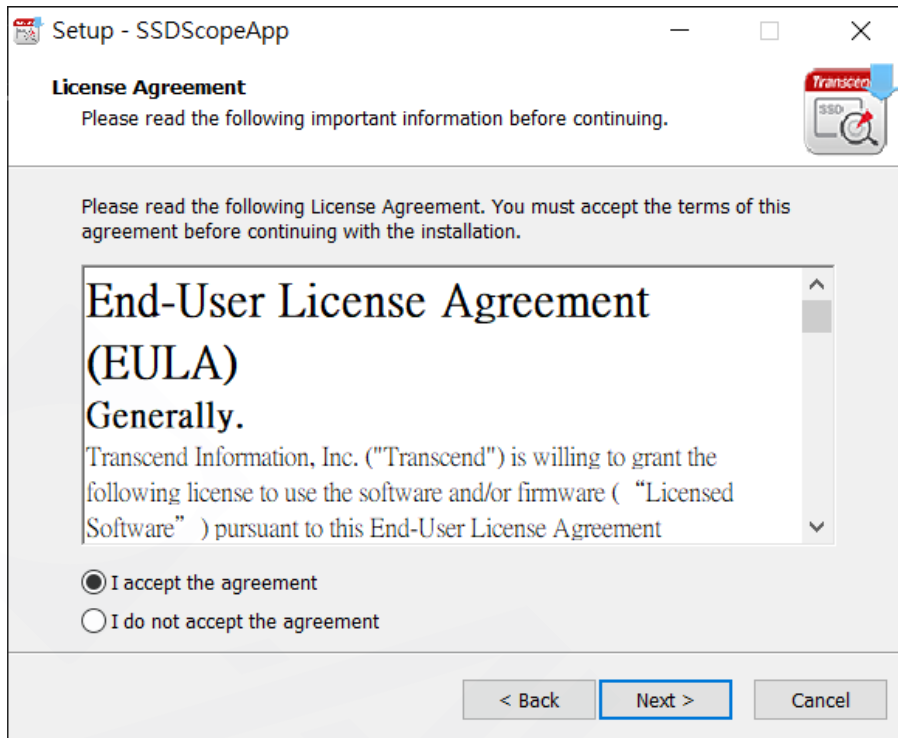 Setup - SSDScopeApp
License Agreement
Please read the following important information before continuing.
Transcend
SSD
Please read the following License Agreement. You must accept the terms of this
agreement before continuing with the installation.
End-User License Agreement
(EULA)
Generally.
Transcend Information, Inc. ("Transcend") is willing to grant the
following license to use the software and/or firmware ( “Licensed
Software” ) pursuant to this End-User License Agreement
I accept the agreement
I do not accept the agreement
< Back
Next >
Cancel